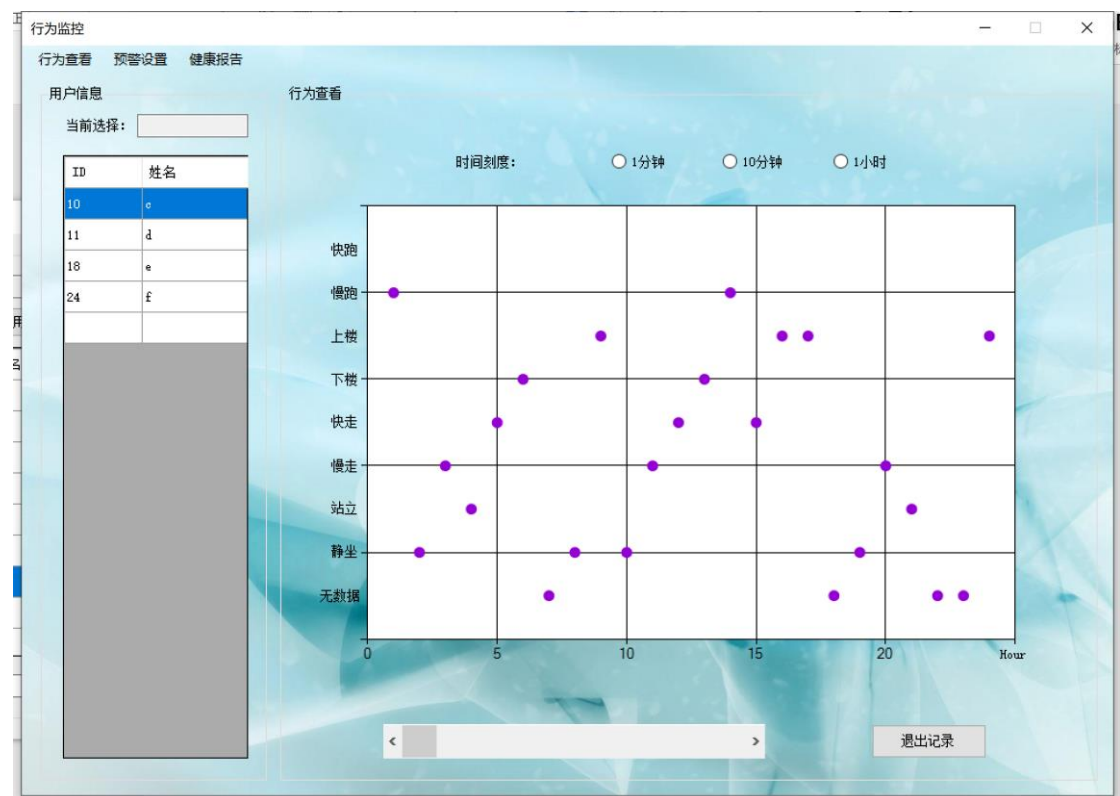 行为监控
行为查看 预警设置 健康报告
用户信息
当前选择：
ID 姓名
10 c
11 d
18 e
24 f
行为查看
时间刻度： 1分钟 10分钟 1小时
快跑
慢跑
上楼
下楼
快走
慢走
站立
静坐
无数据
0 5 10 15 20 Hour
退出记录